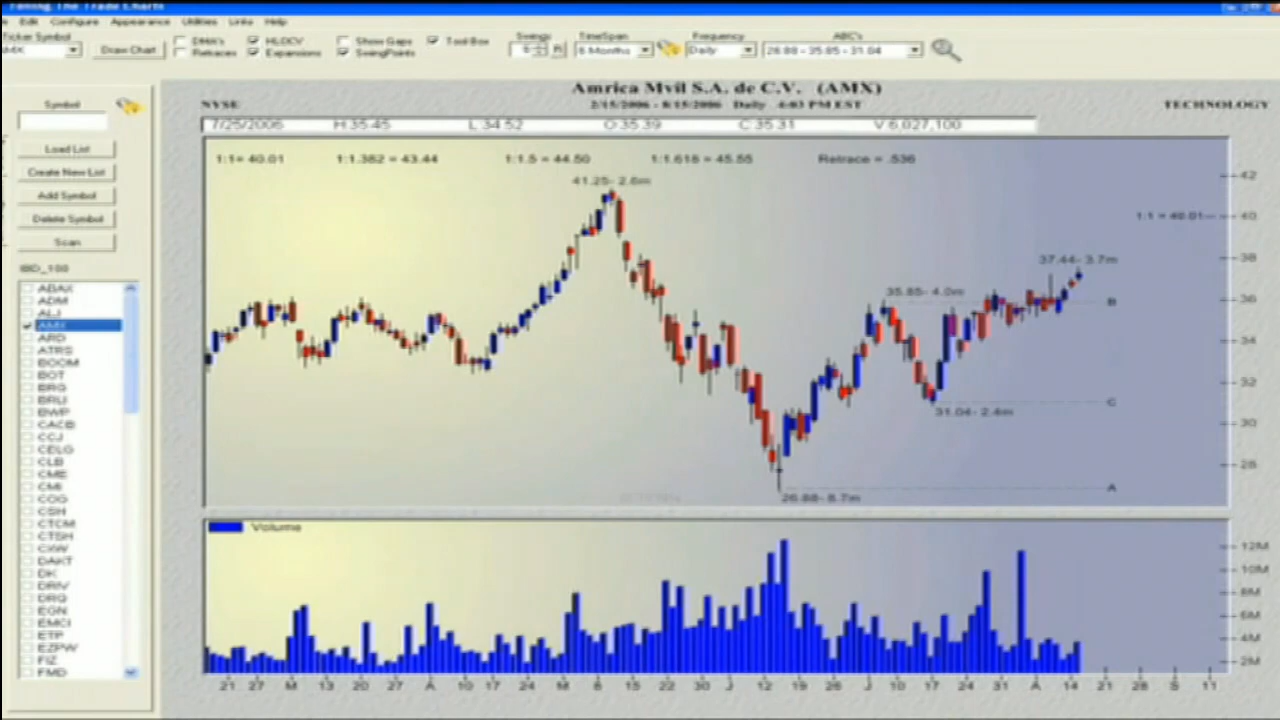 Timing The Trade Charts
Edit Configure Appearance Utilities Links Help
Ticker Symbol
AMX
Draw Chart
DMA's HLOCV Show Gaps Tool Box
Retraces Expansions SwingPoints
Swings TimeSpan Frequency ABC's
6 Months Daily 26.88 - 35.85 - 31.04
Amrica Mvil S.A. de C.V. (AMX)
NYSE 2/15/2006 - 8/15/2006 Daily 4:03 PM EST TECHNOLOGY
7/25/2006 H:35.45 L:34.52 O:35.39 C:35.31 V:6,027,100
1:1= 40.01 1:1.382 = 43.44 1:1.5 = 44.50 1:1.618 = 45.55 Retrace = .536
Symbol
Load List
Create New List
Add Symbol
Delete Symbol
Scan
IBD_100
ABAX
ADM
ALJ
AMX
ARD
ATRS
BOOM
BOT
BRG
BRLI
BWP
CACB
CCJ
CELG
CLB
CME
CMI
COG
CSH
CTCM
CTSH
CXW
DAKT
DK
DRIV
DRQ
EGN
EMCI
ETP
EZPW
FIZ
FMD
41.25- 2.6m
1:1 = 40.01
37.44- 3.7m
35.85- 4.0m
B
31.04- 2.4m
C
26.88- 8.7m
A
42
40
38
36
34
32
30
28
Volume
12M
10M
8M
6M
4M
2M
21 27 M 13 20 27 A 10 17 24 M 8 15 22 30 J 12 19 26 J 10 17 24 31 A 14 21 28 S 11